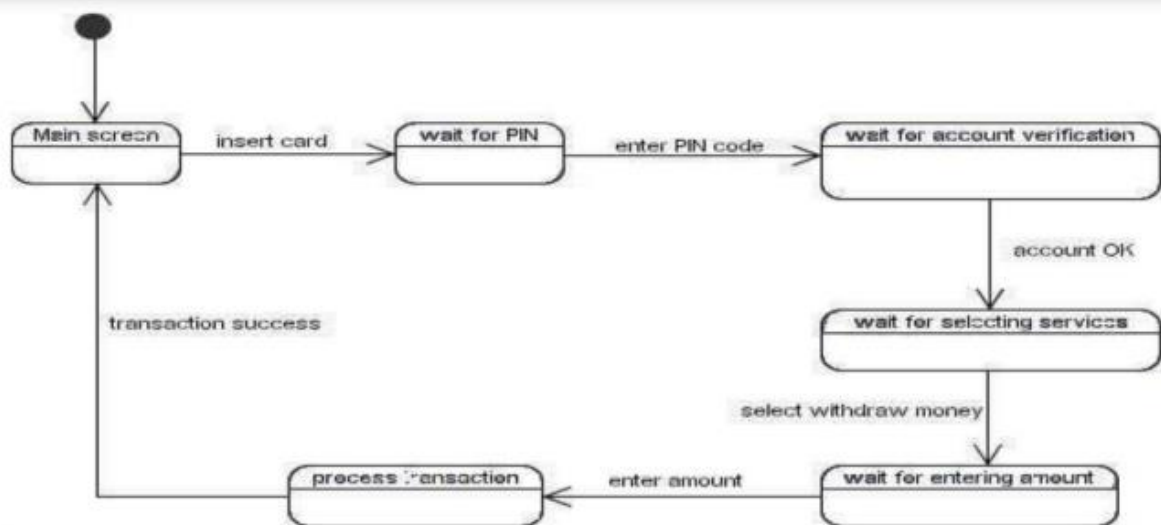 Main screen
insert card
wait for PIN
enter PIN code
wait for account verification
account OK
wait for selecting services
select withdraw money
wait for entering amount
enter amount
process transaction
transaction success